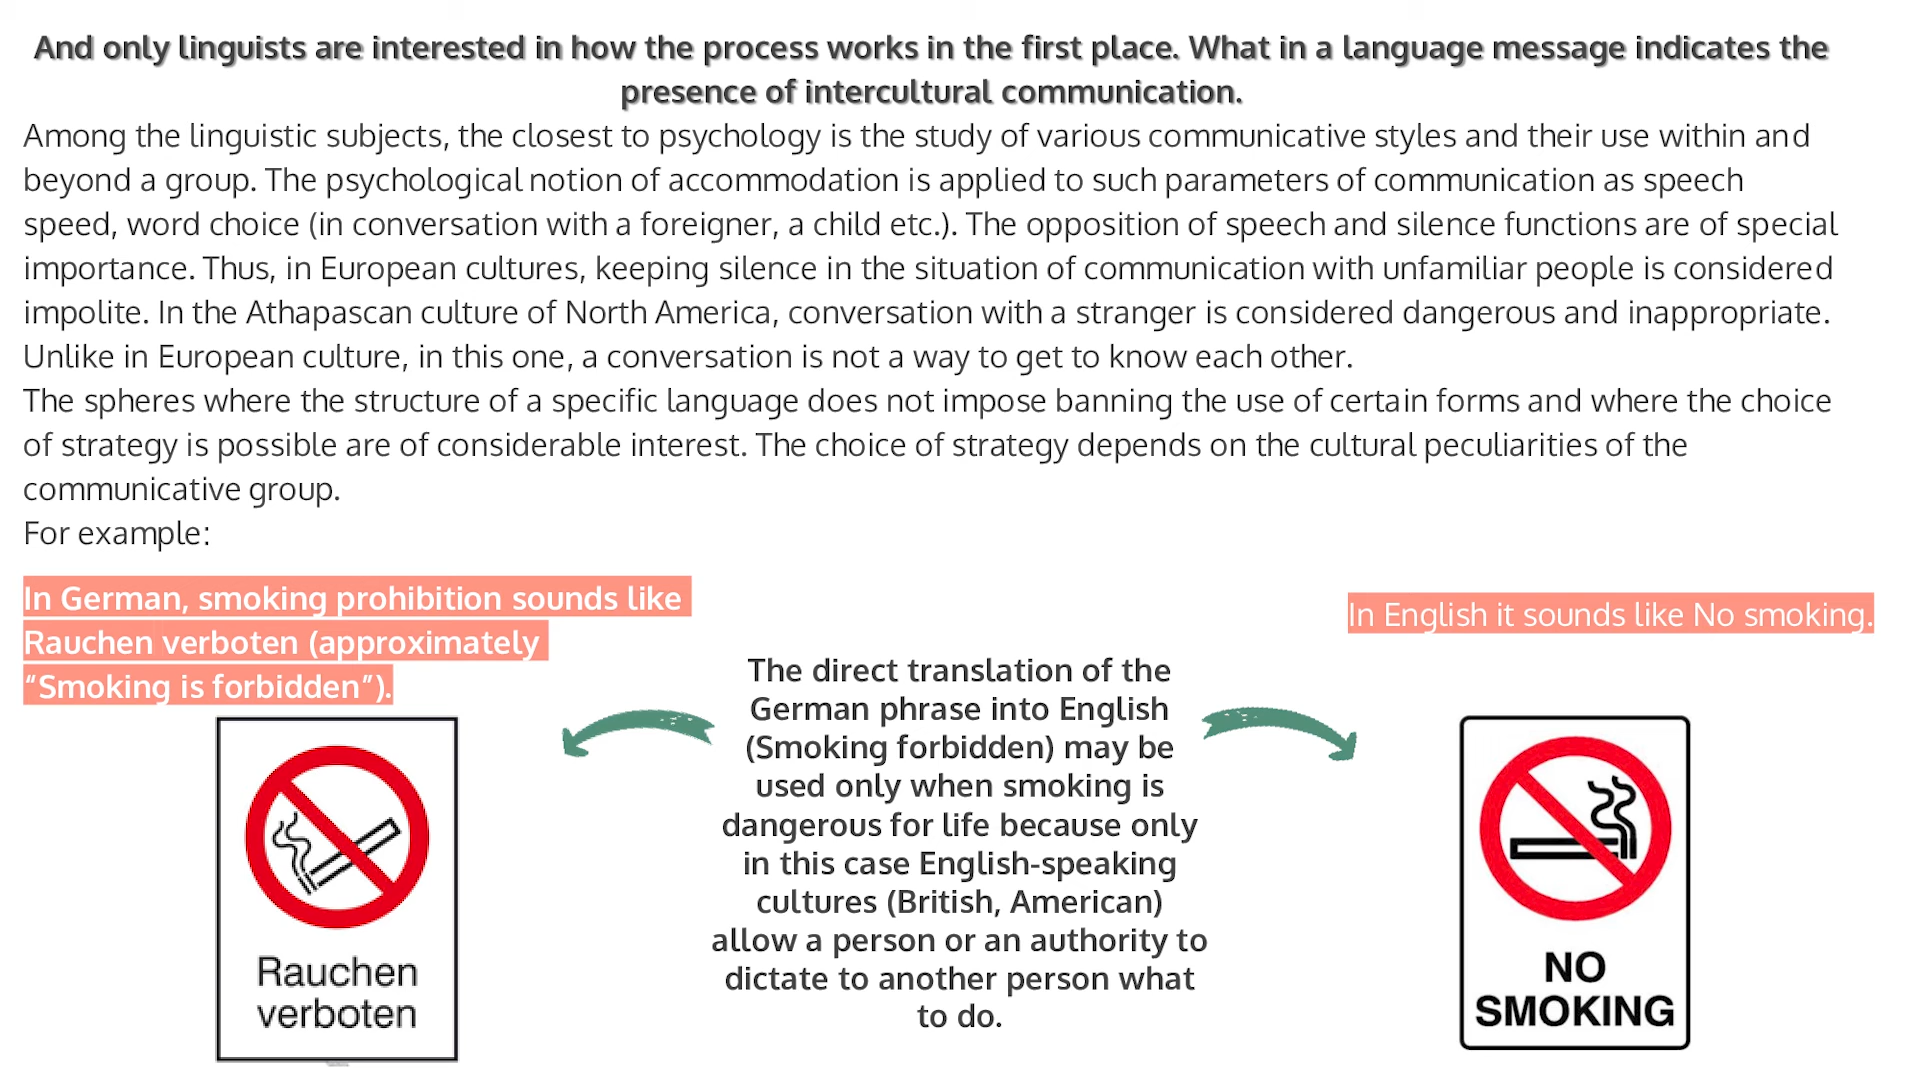 And only linguists are interested in how the process works in the first place. What in a language message indicates the
presence of intercultural communication.
Among the linguistic subjects, the closest to psychology is the study of various communicative styles and their use within and
beyond a group. The psychological notion of accommodation is applied to such parameters of communication as speech
speed, word choice (in conversation with a foreigner, a child etc.). The opposition of speech and silence functions are of special
importance. Thus, in European cultures, keeping silence in the situation of communication with unfamiliar people is considered
impolite. In the Athapascan culture of North America, conversation with a stranger is considered dangerous and inappropriate.
Unlike in European culture, in this one, a conversation is not a way to get to know each other.
The spheres where the structure of a specific language does not impose banning the use of certain forms and where the choice
of strategy is possible are of considerable interest. The choice of strategy depends on the cultural peculiarities of the
communicative group.
For example:
In German, smoking prohibition sounds like
Rauchen verboten (approximately
“Smoking is forbidden”).
Rauchen
verboten
The direct translation of the
German phrase into English
(Smoking forbidden) may be
used only when smoking is
dangerous for life because only
in this case English-speaking
cultures (British, American)
allow a person or an authority to
dictate to another person what
to do.
In English it sounds like No smoking.
NO
SMOKING